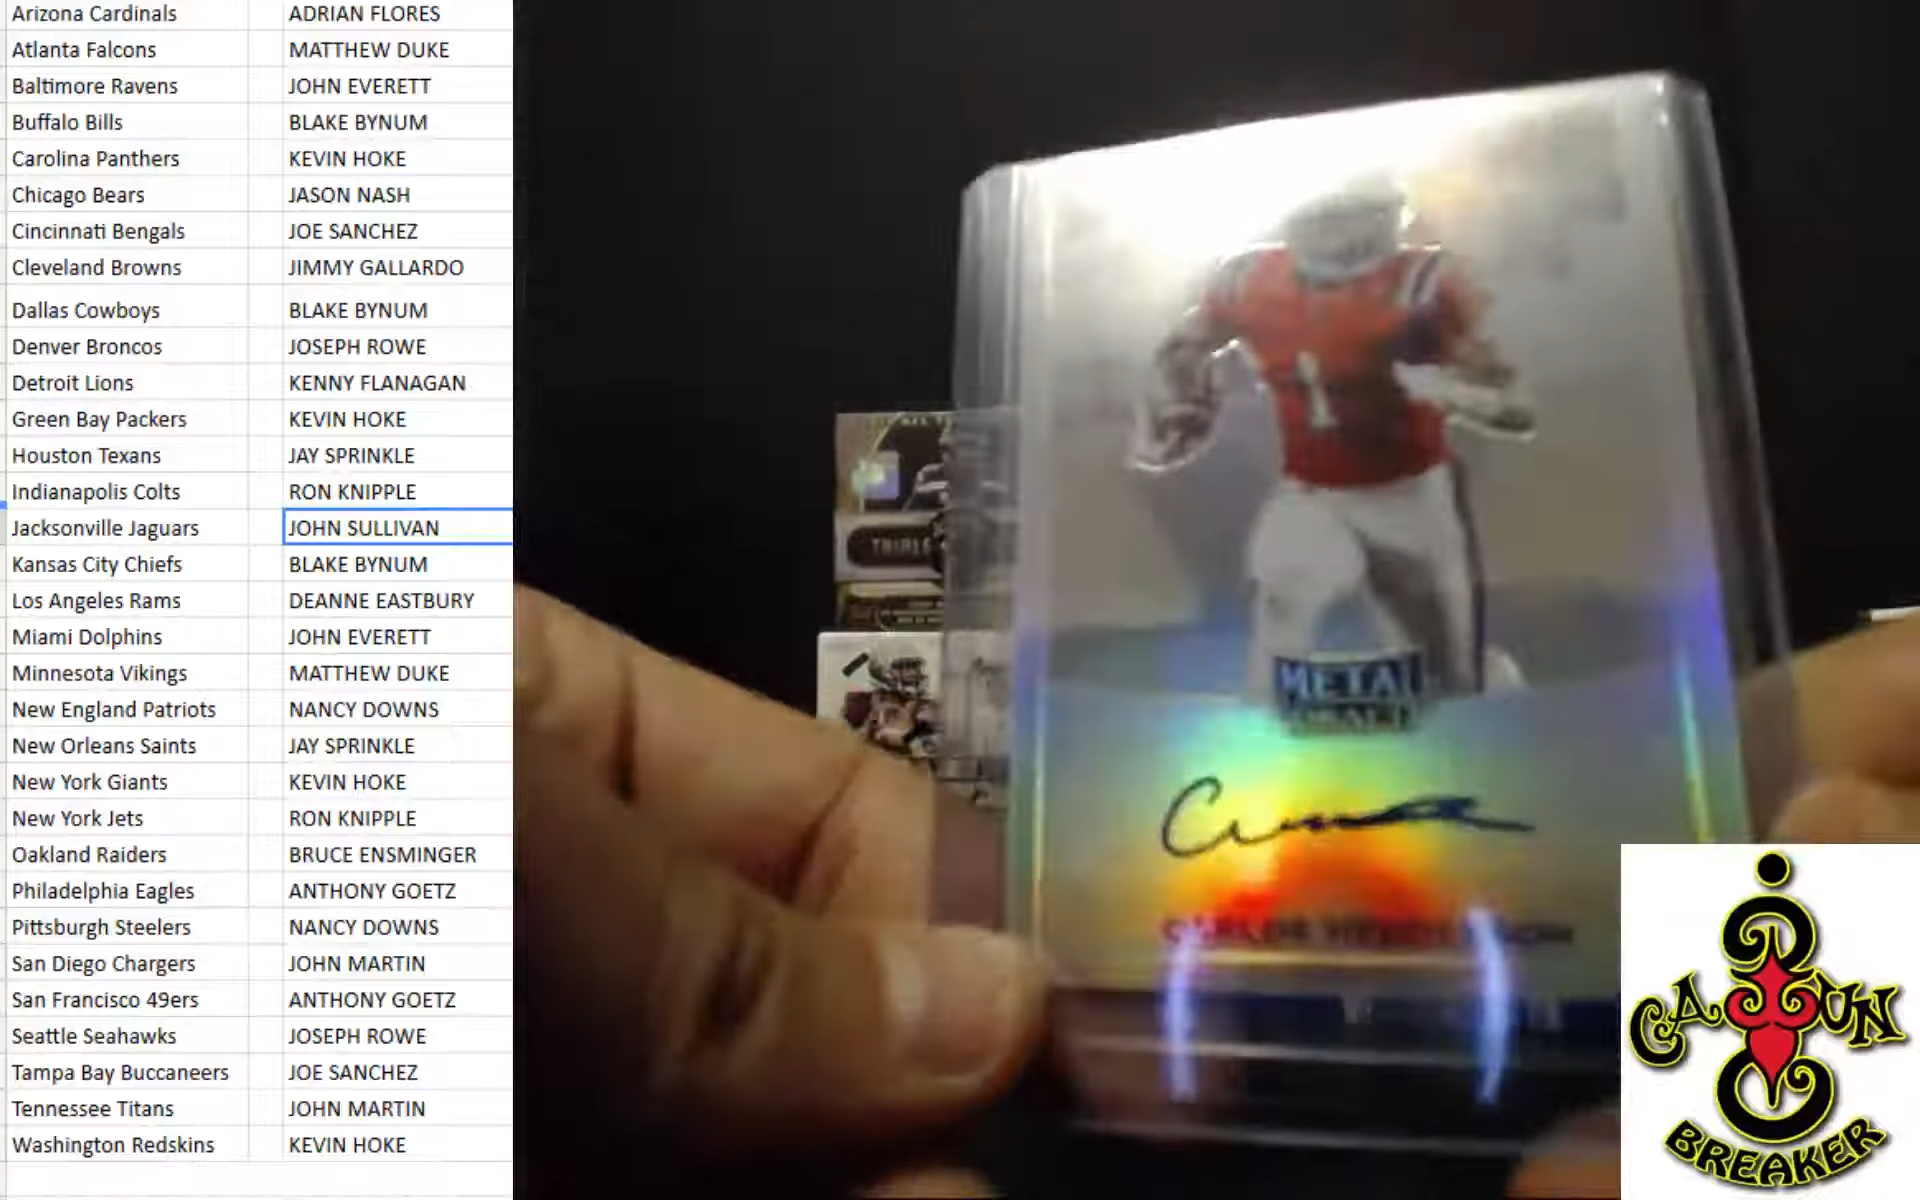 Arizona Cardinals ADRIAN FLORES
Atlanta Falcons MATTHEW DUKE
Baltimore Ravens JOHN EVERETT
Buffalo Bills BLAKE BYNUM
Carolina Panthers KEVIN HOKE
Chicago Bears JASON NASH
Cincinnati Bengals JOE SANCHEZ
Cleveland Browns JIMMY GALLARDO
Dallas Cowboys BLAKE BYNUM
Denver Broncos JOSEPH ROWE
Detroit Lions KENNY FLANAGAN
Green Bay Packers KEVIN HOKE
Houston Texans JAY SPRINKLE
Indianapolis Colts RON KNIPPLE
Jacksonville Jaguars JOHN SULLIVAN
Kansas City Chiefs BLAKE BYNUM
Los Angeles Rams DEANNE EASTBURY
Miami Dolphins JOHN EVERETT
Minnesota Vikings MATTHEW DUKE
New England Patriots NANCY DOWNS
New Orleans Saints JAY SPRINKLE
New York Giants KEVIN HOKE
New York Jets RON KNIPPLE
Oakland Raiders BRUCE ENSMINGER
Philadelphia Eagles ANTHONY GOETZ
Pittsburgh Steelers NANCY DOWNS
San Diego Chargers JOHN MARTIN
San Francisco 49ers ANTHONY GOETZ
Seattle Seahawks JOSEPH ROWE
Tampa Bay Buccaneers JOE SANCHEZ
Tennessee Titans JOHN MARTIN
Washington Redskins KEVIN HOKE
1
METAL
DRAFT
TRIPLE
CAJUN
BREAKER